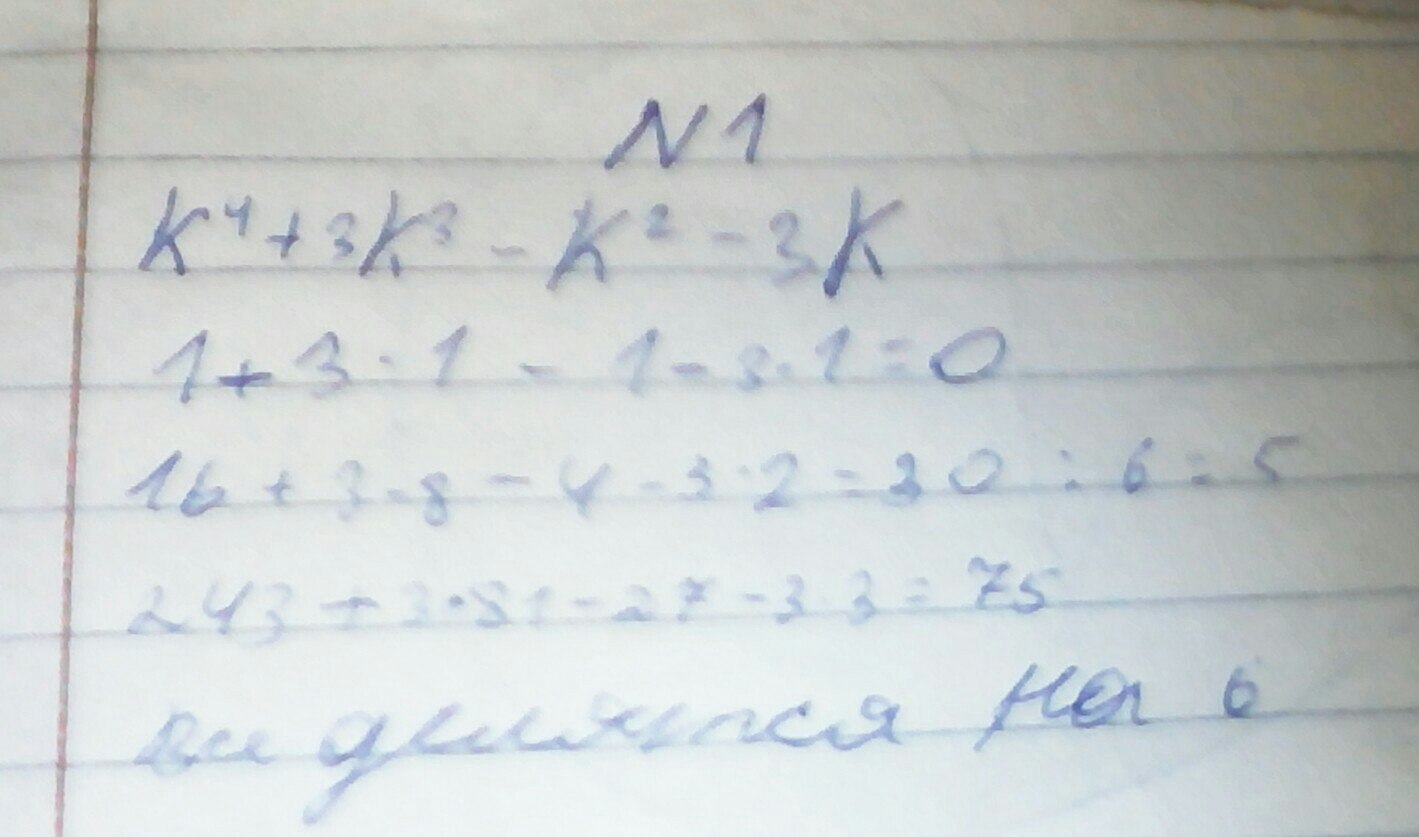 N1
K⁴+3K³-K²-3K
1+3·1-1-3·1=0
16+3·8-4-3·2=30:6=5
243+3·81-27-3·3=75
делятся на 6